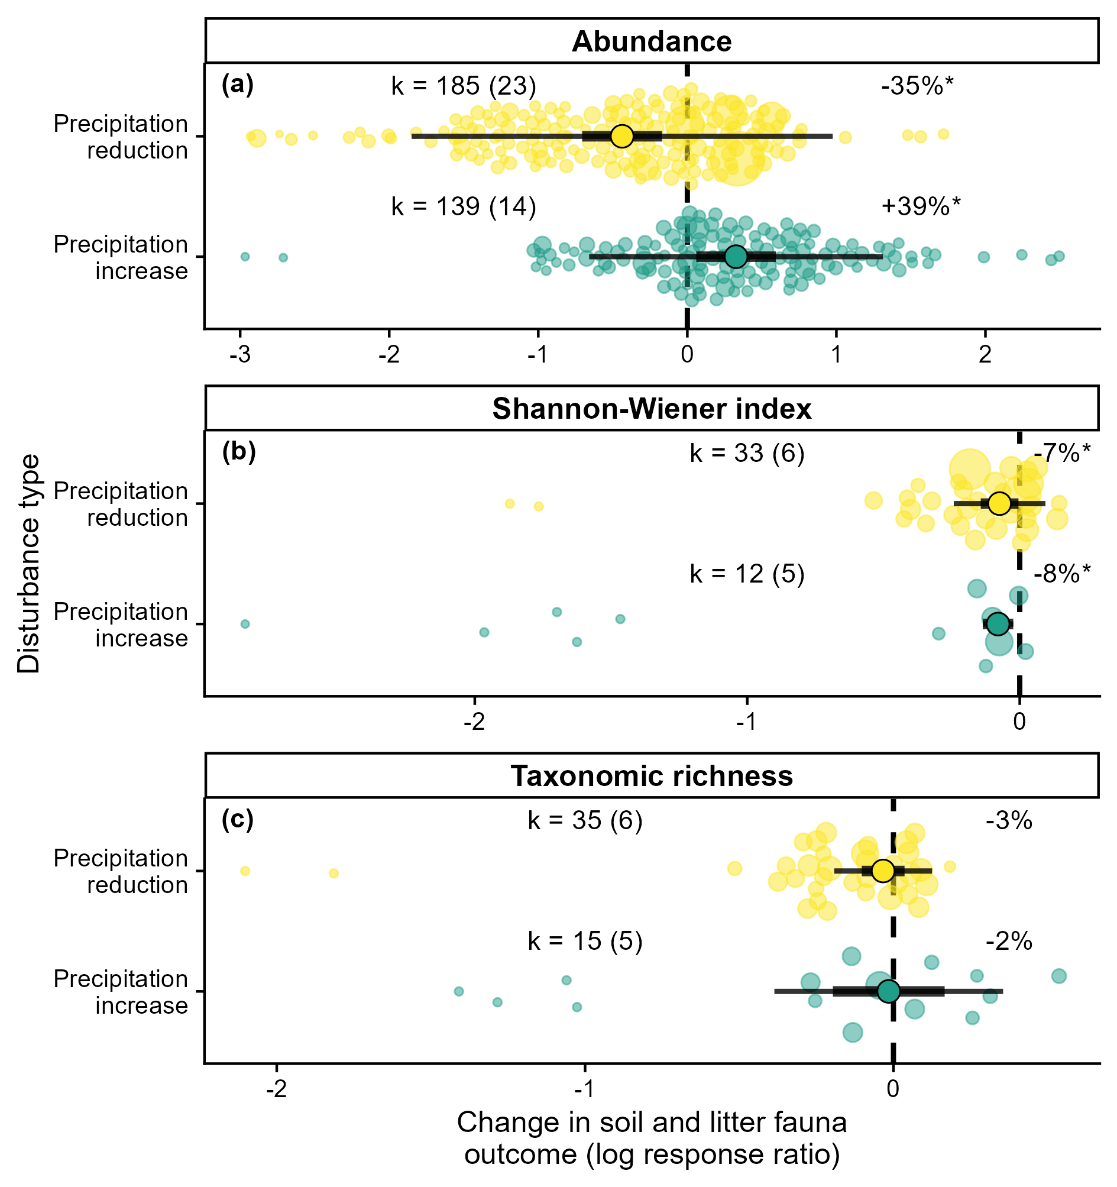 Abundance
(a)
k = 185 (23)
-35%*
Precipitation
reduction
k = 139 (14)
+39%*
Precipitation
increase
-3 -2 -1 0 1 2
Shannon-Wiener index
(b)
k = 33 (6)
-7%*
Precipitation
reduction
k = 12 (5)
-8%*
Precipitation
increase
-2 -1 0
Disturbance type
Taxonomic richness
(c)
k = 35 (6)
-3%
Precipitation
reduction
k = 15 (5)
-2%
Precipitation
increase
-2 -1 0
Change in soil and litter fauna
outcome (log response ratio)